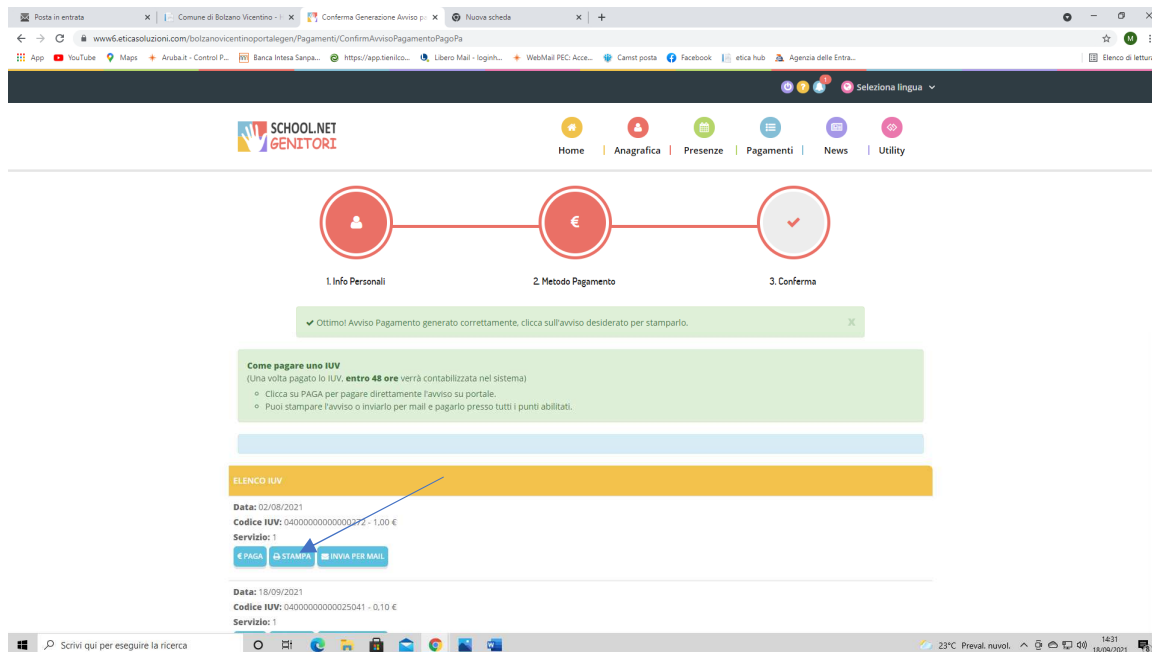 Posta in entrata
Comune di Bolzano Vicentino - I
Conferma Generazione Avviso pa
Nuova scheda
www6.eticasoluzioni.com/bolzanovicentinoportalegen/Pagamenti/ConfirmAvvisoPagamentoPagoPa
App YouTube Maps Aruba.it - Control P... Banca Intesa Sanpa... https://app.tienilco... Libero Mail - loginh... WebMail PEC: Acce... Camst posta Facebook etica hub Agenzia delle Entra... Elenco di lettura
Seleziona lingua
SCHOOL.NET
GENITORI
Home Anagrafica Presenze Pagamenti News Utility
1. Info Personali 2. Metodo Pagamento 3. Conferma
Ottimo! Avviso Pagamento generato correttamente, clicca sull'avviso desiderato per stamparlo. X
Come pagare uno IUV
(Una volta pagato lo IUV, entro 48 ore verrà contabilizzata nel sistema)
Clicca su PAGA per pagare direttamente l'avviso su portale.
Puoi stampare l'avviso o inviarlo per mail e pagarlo presso tutti i punti abilitati.
ELENCO IUV
Data: 02/08/2021
Codice IUV: 04000000000000272 - 1,00 €
Servizio: 1
€ PAGA STAMPA INVIA PER MAIL
Data: 18/09/2021
Codice IUV: 04000000000025041 - 0,10 €
Servizio: 1
Scrivi qui per eseguire la ricerca
23°C Preval. nuvol.
14:31
18/09/2021